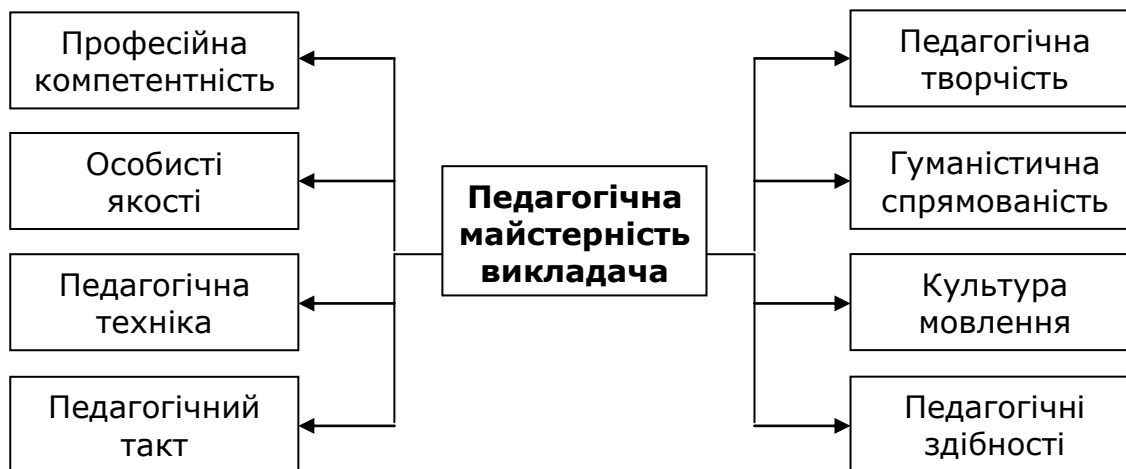 Професійна
компетентність
Особисті
якості
Педагогічна
техніка
Педагогічний
такт
Педагогічна
майстерність
викладача
Педагогічна
творчість
Гуманістична
спрямованість
Культура
мовлення
Педагогічні
здібності